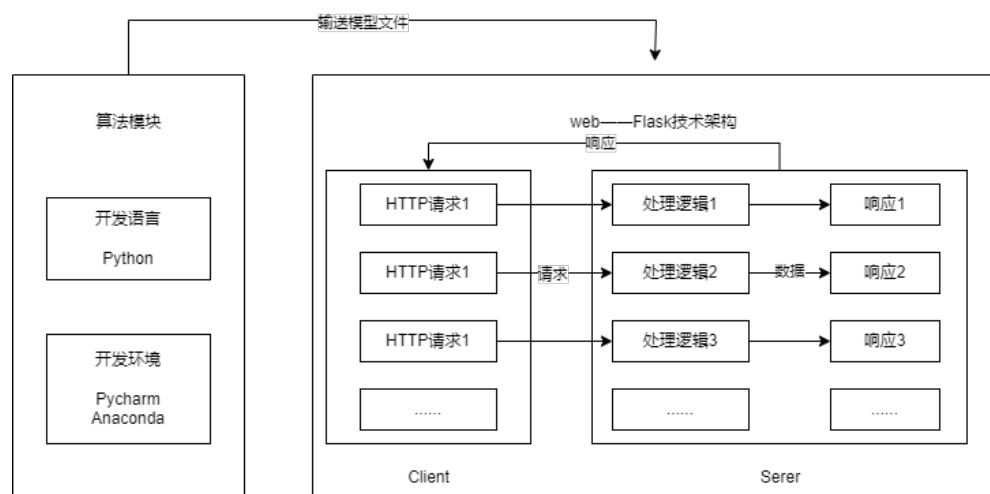 输送模型文件
算法模块
开发语言
Python
开发环境
Pycharm
Anaconda
web——Flask技术架构
响应
HTTP请求1
处理逻辑1
响应1
HTTP请求1
请求
处理逻辑2
数据
响应2
HTTP请求1
处理逻辑3
响应3
......
......
......
Client
Serer